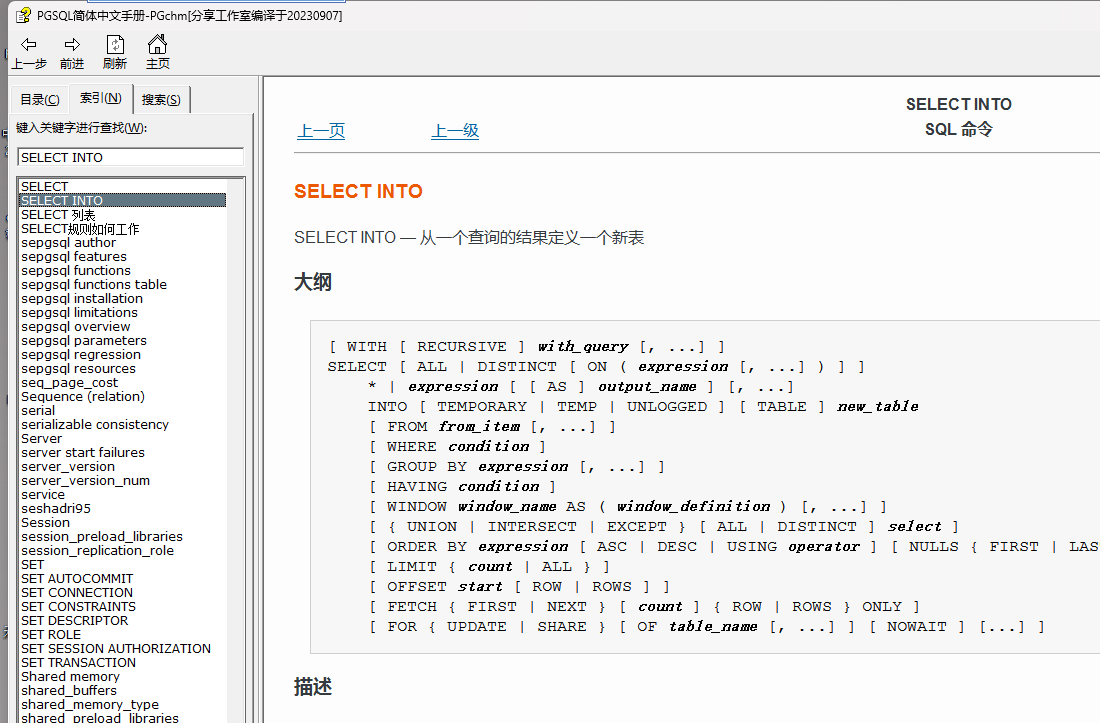 PGSQL简体中文手册-PGchm[分享工作室编译于20230907]
上一步 前进 刷新 主页
目录(C) 索引(N) 搜索(S)
键入关键字进行查找(W):
SELECT INTO
SELECT
SELECT INTO
SELECT 列表
SELECT规则如何工作
sepgsql author
sepgsql features
sepgsql functions
sepgsql functions table
sepgsql installation
sepgsql limitations
sepgsql overview
sepgsql parameters
sepgsql regression
sepgsql resources
seq_page_cost
Sequence (relation)
serial
serializable consistency
Server
server start failures
server_version
server_version_num
service
seshadri95
Session
session_preload_libraries
session_replication_role
SET
SET AUTOCOMMIT
SET CONNECTION
SET CONSTRAINTS
SET DESCRIPTOR
SET ROLE
SET SESSION AUTHORIZATION
SET TRANSACTION
Shared memory
shared_buffers
shared_memory_type
shared_preload_libraries
SELECT INTO
上一页 上一级 SQL 命令
SELECT INTO
SELECT INTO — 从一个查询的结果定义一个新表
大纲
[ WITH [ RECURSIVE ] with_query [, ...] ]
SELECT [ ALL | DISTINCT [ ON ( expression [, ...] ) ] ]
* | expression [ [ AS ] output_name ] [, ...]
INTO [ TEMPORARY | TEMP | UNLOGGED ] [ TABLE ] new_table
[ FROM from_item [, ...] ]
[ WHERE condition ]
[ GROUP BY expression [, ...] ]
[ HAVING condition ]
[ WINDOW window_name AS ( window_definition ) [, ...] ]
[ { UNION | INTERSECT | EXCEPT } [ ALL | DISTINCT ] select ]
[ ORDER BY expression [ ASC | DESC | USING operator ] [ NULLS { FIRST | LAS
[ LIMIT { count | ALL } ]
[ OFFSET start [ ROW | ROWS ] ]
[ FETCH { FIRST | NEXT } [ count ] { ROW | ROWS } ONLY ]
[ FOR { UPDATE | SHARE } [ OF table_name [, ...] ] [ NOWAIT ] [...] ]
描述